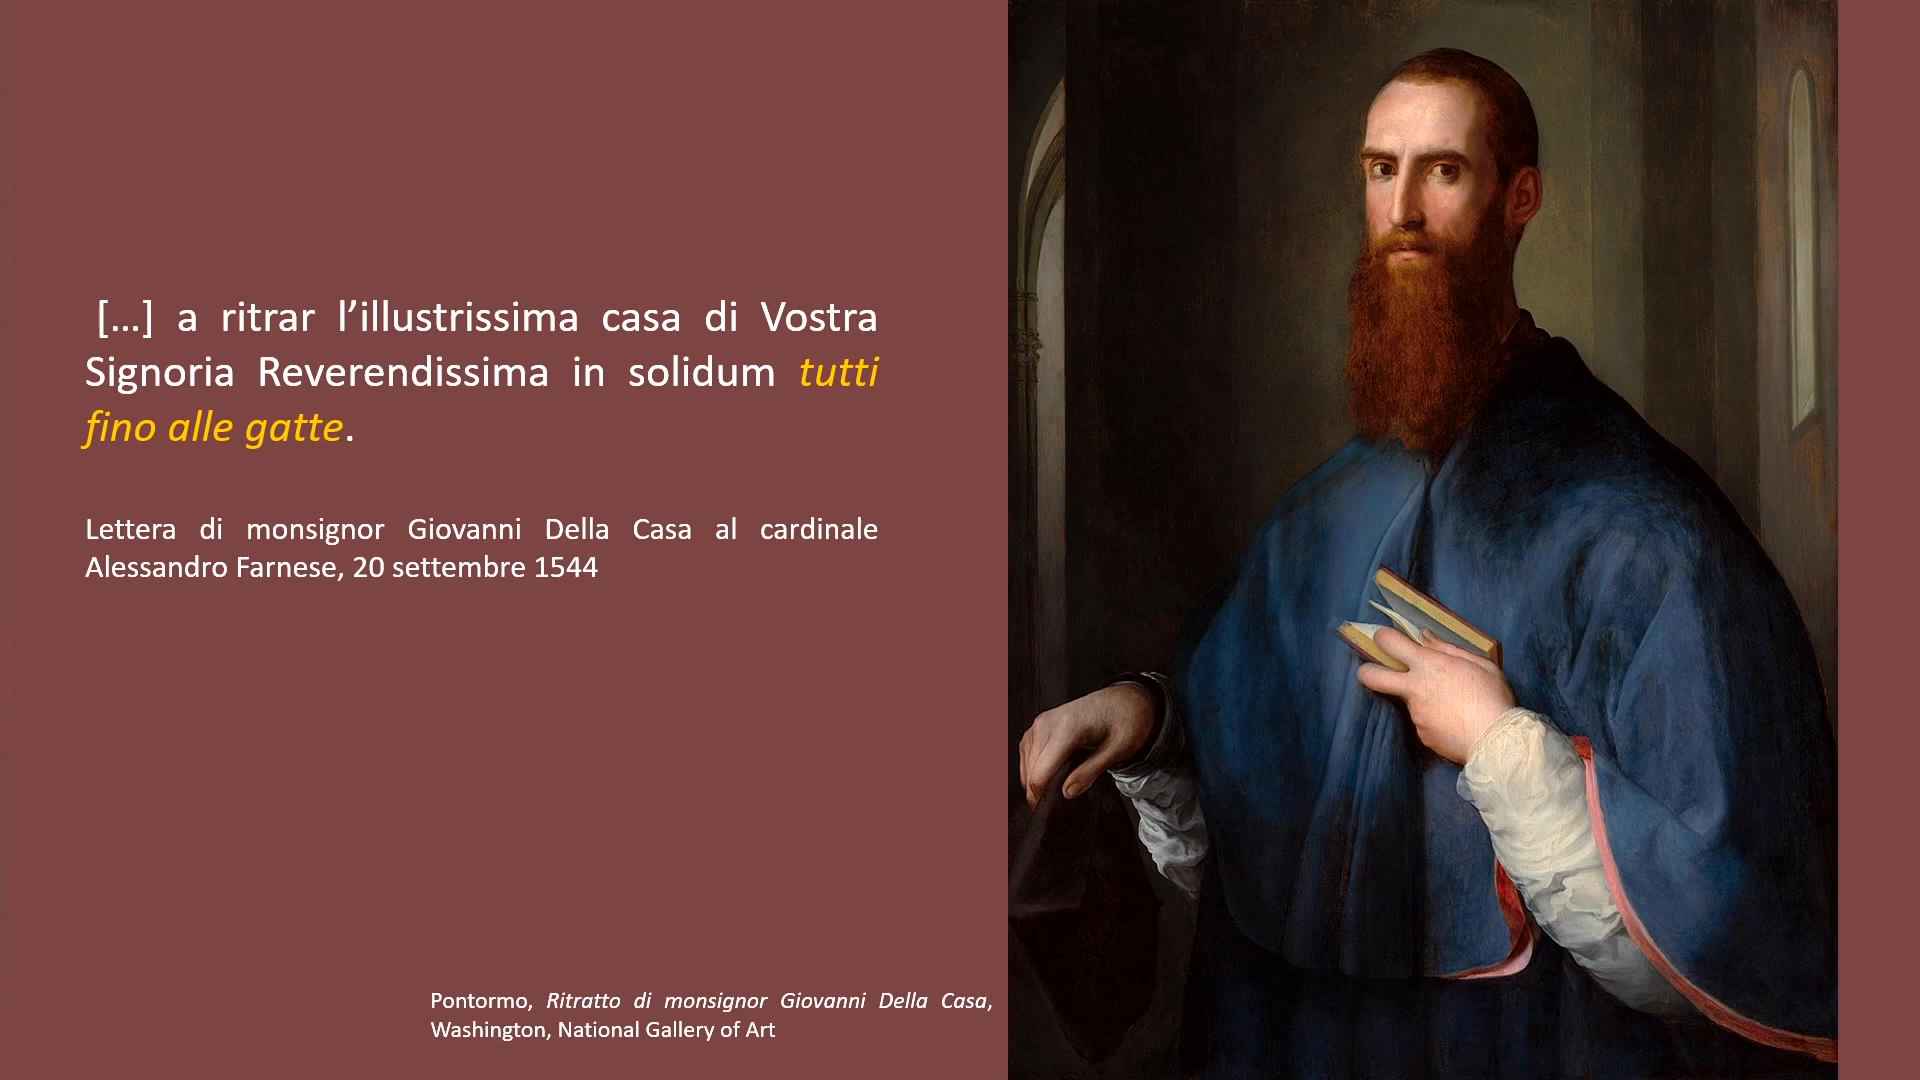 […] a ritrar l’illustrissima casa di Vostra
Signoria Reverendissima in solidum tutti
fino alle gatte.
Lettera di monsignor Giovanni Della Casa al cardinale
Alessandro Farnese, 20 settembre 1544
Pontormo, Ritratto di monsignor Giovanni Della Casa,
Washington, National Gallery of Art